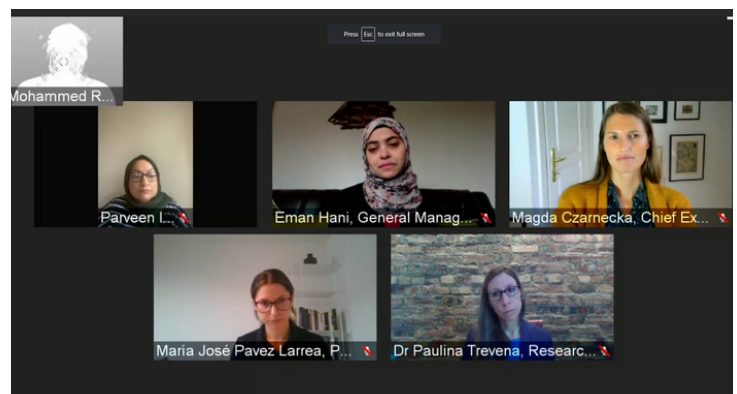 Press Esc to exit full screen
Mohammed R...
Parveen I...
Eman Hani, General Manag...
Magda Czarnecka, Chief Ex...
María José Pavez Larrea, P...
Dr Paulina Trevena, Researc...